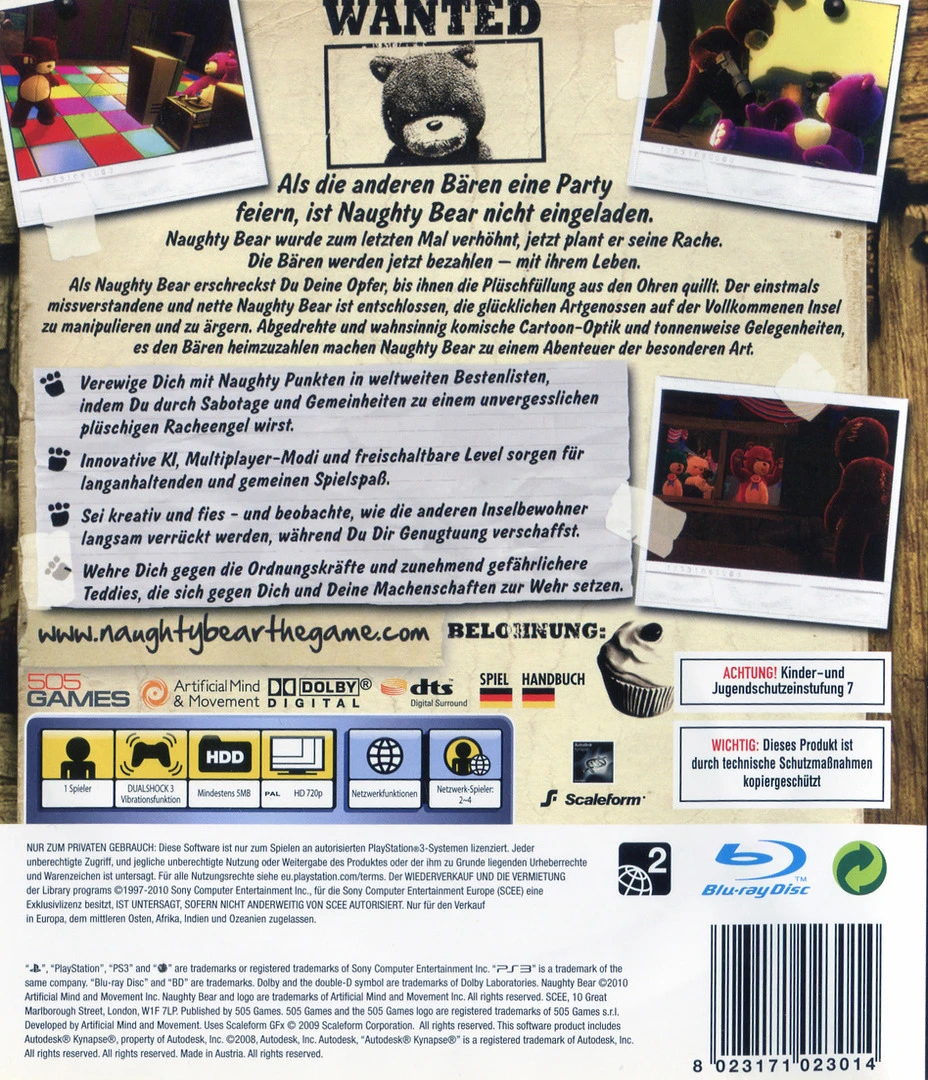 WANTED
Als die anderen Bären eine Party
feiern, ist Naughty Bear nicht eingeladen.
Naughty Bear wurde zum letzten Mal verhöhnt, jetzt plant er seine Rache.
Die Bären werden jetzt bezahlen – mit ihrem Leben.
Als Naughty Bear erschreckst Du Deine Opfer, bis ihnen die Plüschfüllung aus den Ohren quillt. Der einstmals
missverstandene und nette Naughty Bear ist entschlossen, die glücklichen Artgenossen auf der Vollkommenen Insel
zu manipulieren und zu ärgern. Abgedrehte und wahnsinnig komische Cartoon-Optik und tonnenweise Gelegenheiten,
es den Bären heimzuzahlen machen Naughty Bear zu einem Abenteuer der besonderen Art.
Verewige Dich mit Naughty Punkten in weltweiten Bestenlisten,
indem Du durch Sabotage und Gemeinheiten zu einem unvergesslichen
plüschigen Racheengel wirst.
Innovative KI, Multiplayer-Modi und freischaltbare Level sorgen für
langanhaltenden und gemeinen Spielspaß.
Sei kreativ und fies – und beobachte, wie die anderen Inselbewohner
langsam verrückt werden, während Du Dir Genugtuung verschaffst.
Wehre Dich gegen die Ordnungskräfte und zunehmend gefährlichere
Teddies, die sich gegen Dich und Deine Machenschaften zur Wehr setzen.
www.naughtybearthegame.com
BELOHNUNG:
505
GAMES
Artificial Mind
& Movement
DOLBY®
DIGITAL
dts
Digital Surround
SPIEL HANDBUCH
ACHTUNG! Kinder-und
Jugendschutzeinstufung 7
1 Spieler
DUALSHOCK 3
Vibrationsfunktion
HDD
Mindestens 5MB
PAL HD 720p
Netzwerkfunktionen
Netzwerk-Spieler:
2-4
Scaleform
WICHTIG: Dieses Produkt ist
durch technische Schutzmaßnahmen
kopiergeschützt
NUR ZUM PRIVATEN GEBRAUCH: Diese Software ist nur zum Spielen an autorisierten PlayStation®3-Systemen lizenziert. Jeder
unberechtigte Zugriff, und jegliche unberechtigte Nutzung oder Weitergabe des Produktes oder der ihm zu Grunde liegenden Urheberrechte
und Warenzeichen ist untersagt. Für alle Nutzungsrechte siehe eu.playstation.com/terms. Der WIEDERVERKAUF UND DIE VERMIETUNG
der Library programs ©1997-2010 Sony Computer Entertainment Inc., für die Sony Computer Entertainment Europe (SCEE) eine
Exklusivlizenz besitzt, IST UNTERSAGT, SOFERN NICHT ANDERWEITIG VON SCEE AUTORISIERT. Nur für den Verkauf
in Europa, dem mittleren Osten, Afrika, Indien und Ozeanien zugelassen.
2
Blu-ray Disc™
“ ”, “PlayStation”, “PS3” and “ ” are trademarks or registered trademarks of Sony Computer Entertainment Inc. “PS3” is a trademark of the
same company. “Blu-ray Disc” and “BD” are trademarks. Dolby and the double-D symbol are trademarks of Dolby Laboratories. Naughty Bear ©2010
Artificial Mind and Movement Inc. Naughty Bear and logo are trademarks of Artificial Mind and Movement Inc. All rights reserved. SCEE, 10 Great
Marlborough Street, London, W1F 7LP. Published by 505 Games. 505 Games and the 505 Games logo are registered trademarks of 505 Games s.r.l.
Developed by Artificial Mind and Movement. Uses Scaleform GFx © 2009 Scaleform Corporation. All rights reserved. This software product includes
Autodesk® Kynapse®, property of Autodesk, Inc. ©2008, Autodesk, Inc. Autodesk, “Autodesk® Kynapse®” is a registered trademark of Autodesk, Inc.
All rights reserved. All rights reserved. Made in Austria. All rights reserved.
8 023171 023014